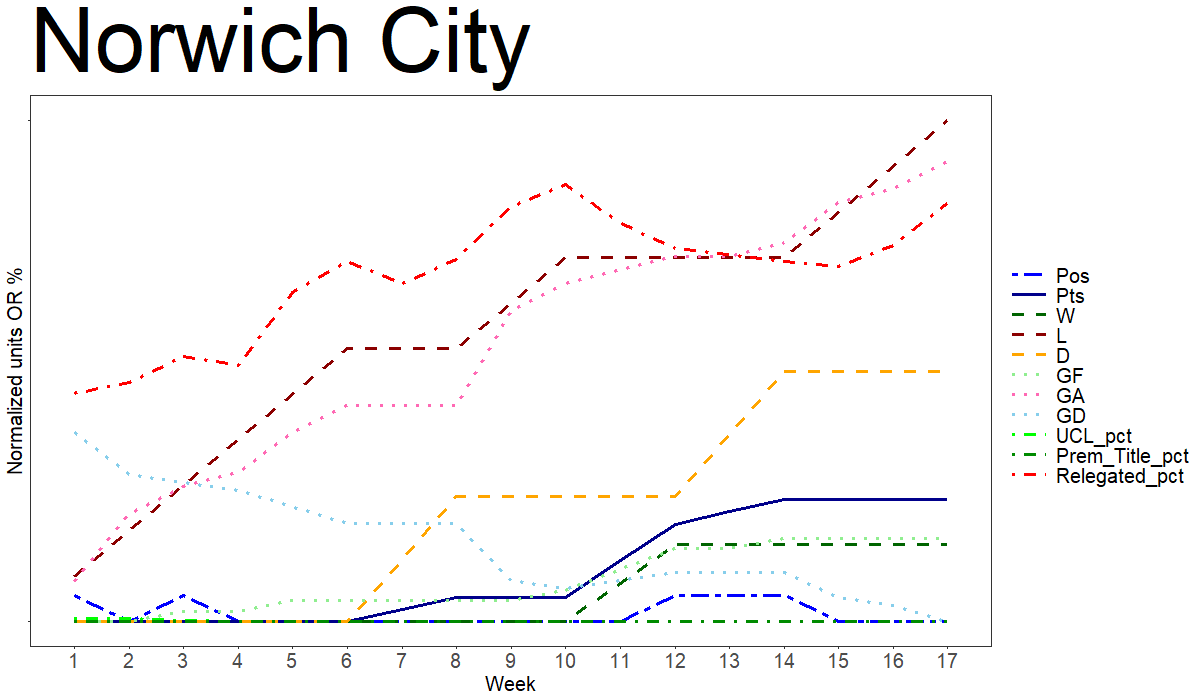 Norwich City
Normalized units OR %
1 2 3 4 5 6 7 8 9 10 11 12 13 14 15 16 17
Week
Pos
Pts
W
L
D
GF
GA
GD
UCL_pct
Prem_Title_pct
Relegated_pct